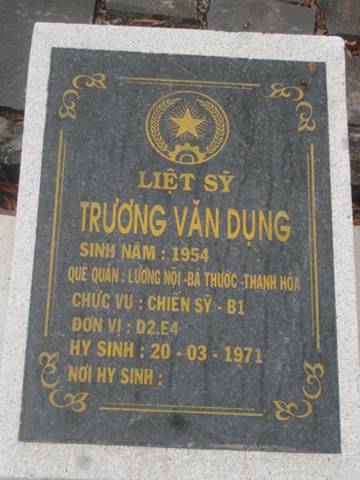 LIỆT SỸ
TRƯƠNG VĂN DỤNG
SINH NĂM : 1954
QUÊ QUÁN : LƯƠNG NỘI -BÁ THƯỚC -THANH HÓA
CHỨC VỤ : CHIẾN SỸ - B1
ĐƠN VỊ : D2.E4
HY SINH : 20 - 03 - 1971
NƠI HY SINH :